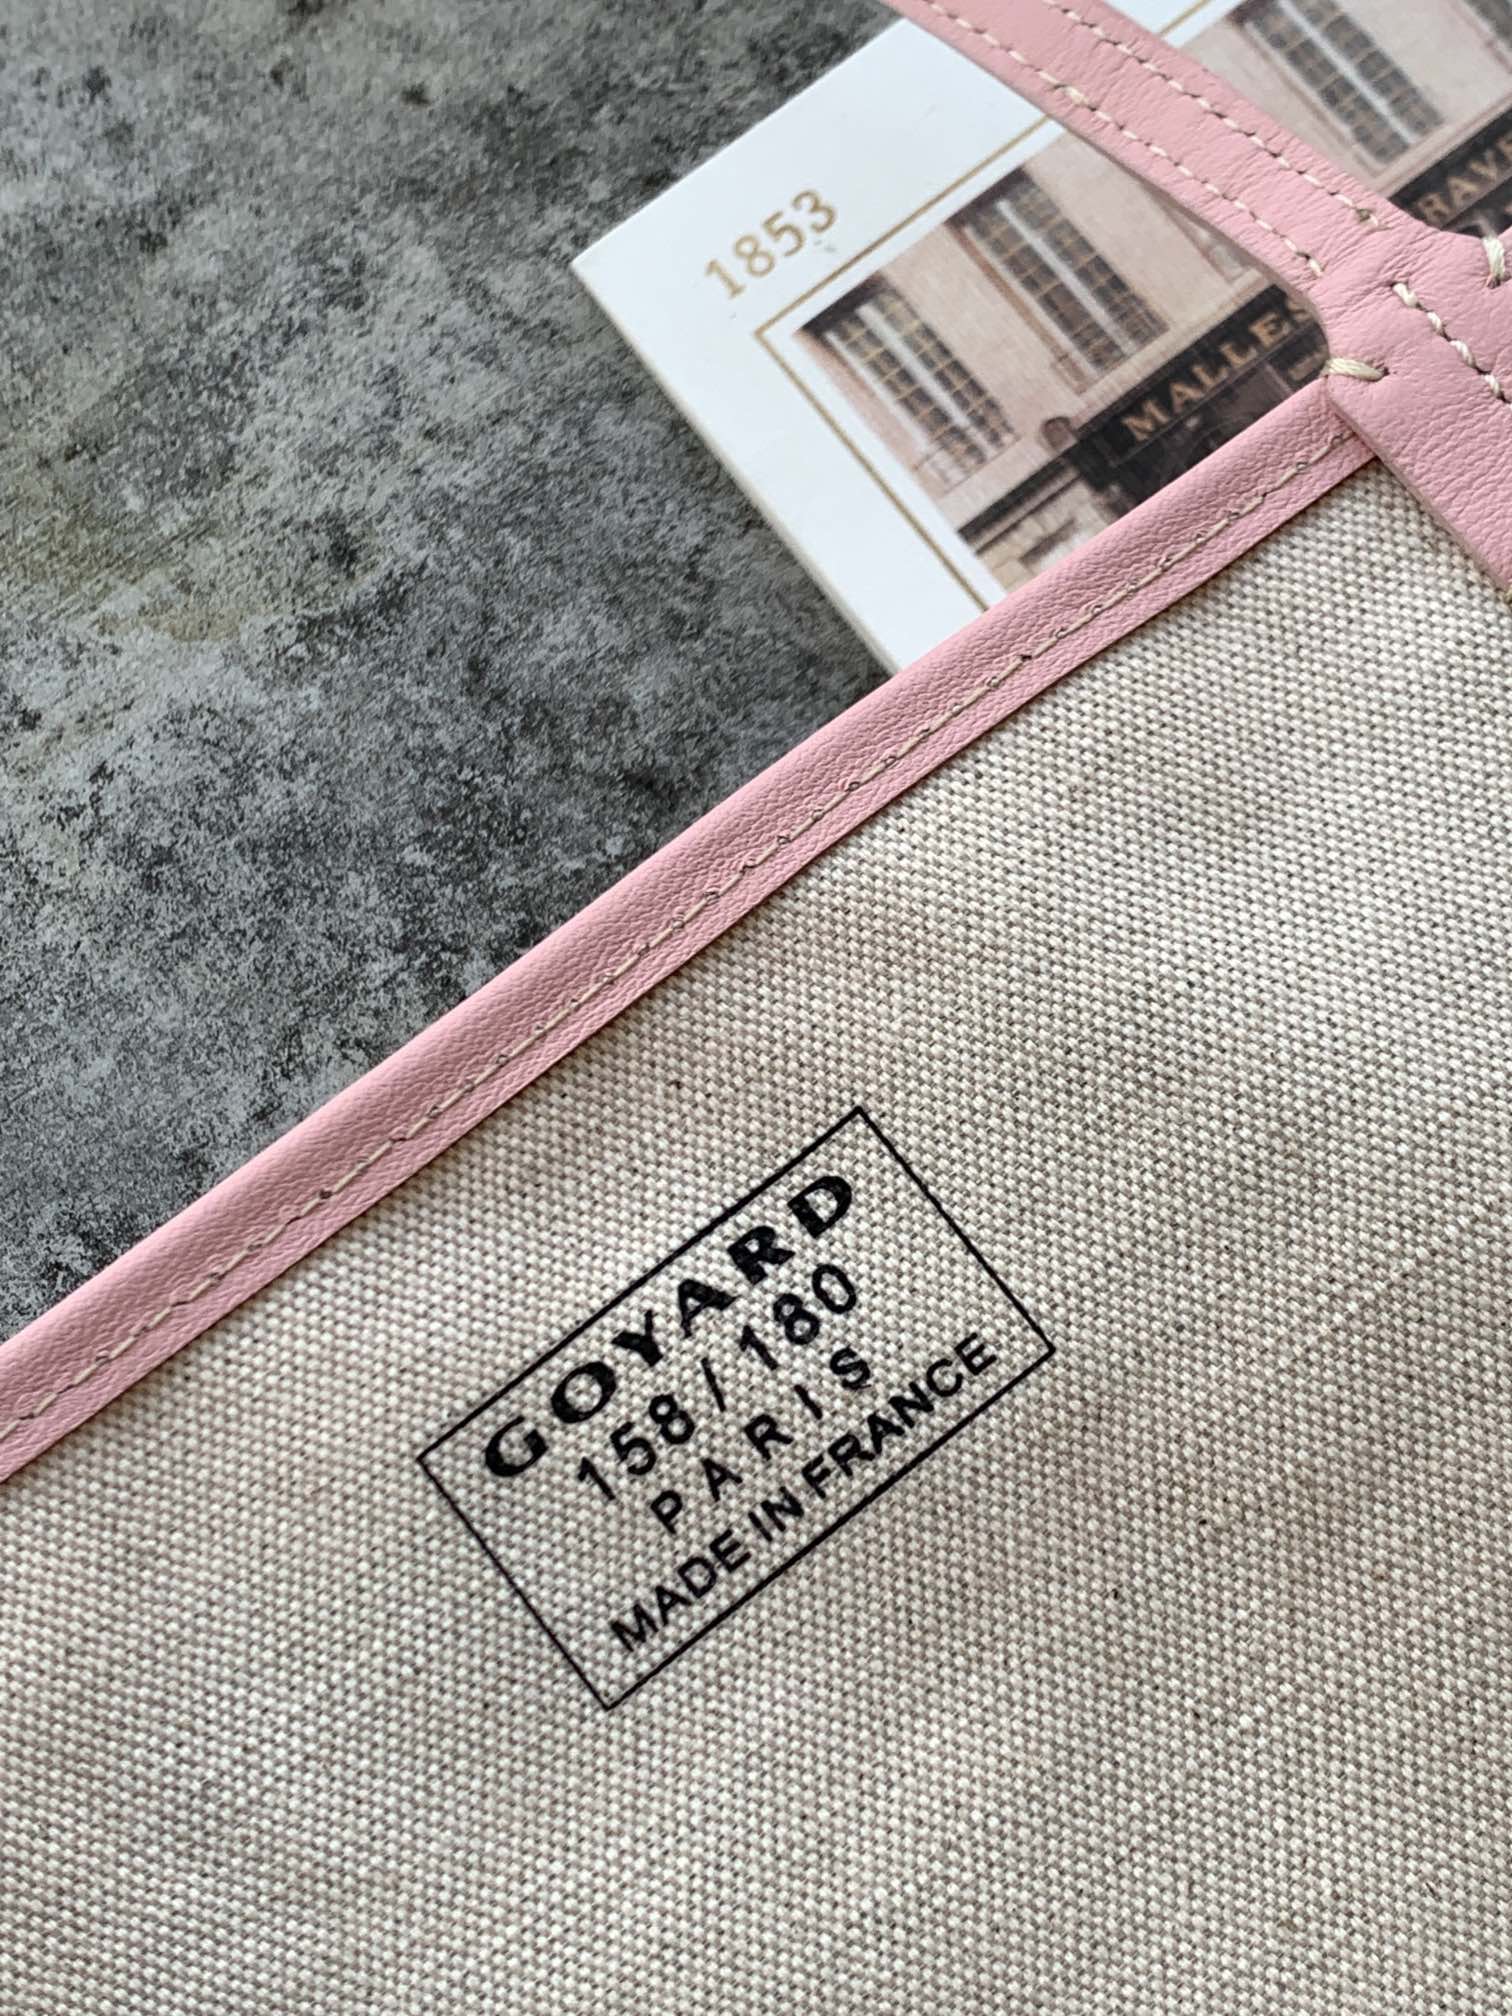 1853
MALLES
GOYARD
158/180
PARIS
MADE IN FRANCE